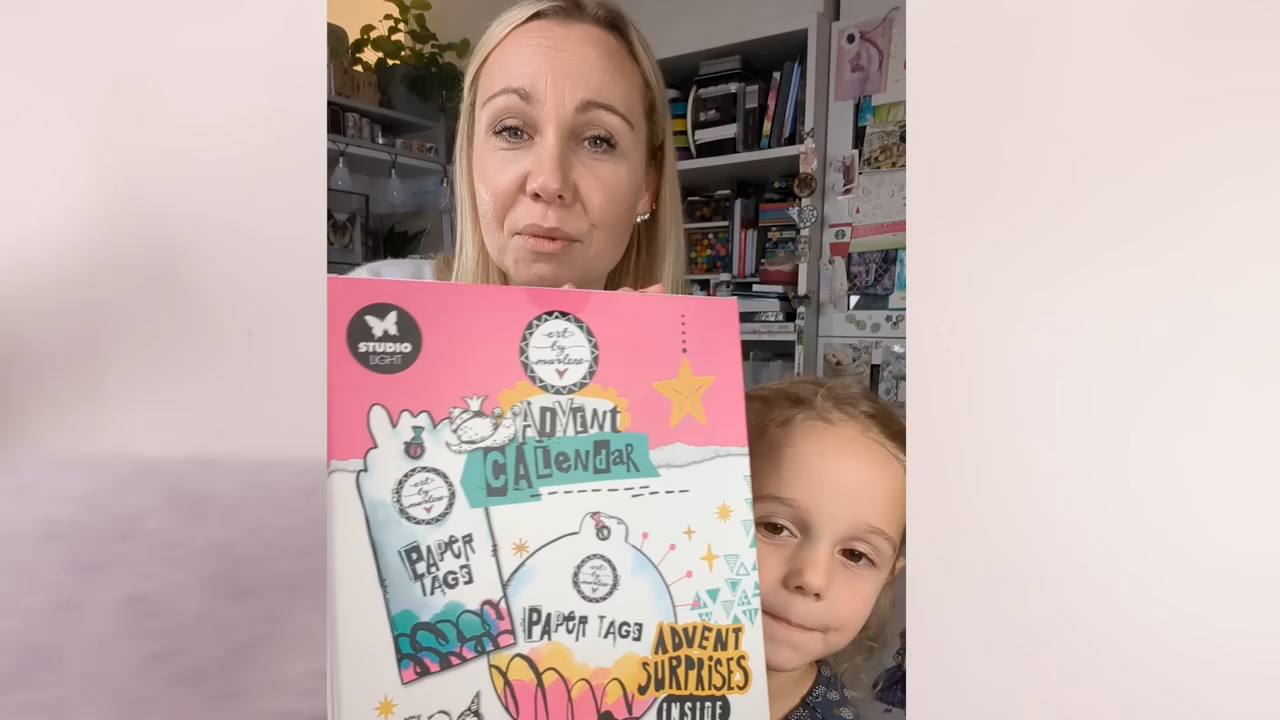 STUDIO
LIGHT
art
by
marlene
ADVENT
CALENDAR
art
by
marlene
PAPER
TAGS
art
by
marlene
PAPER TAGS
ADVENT
SURPRISES
INSIDE